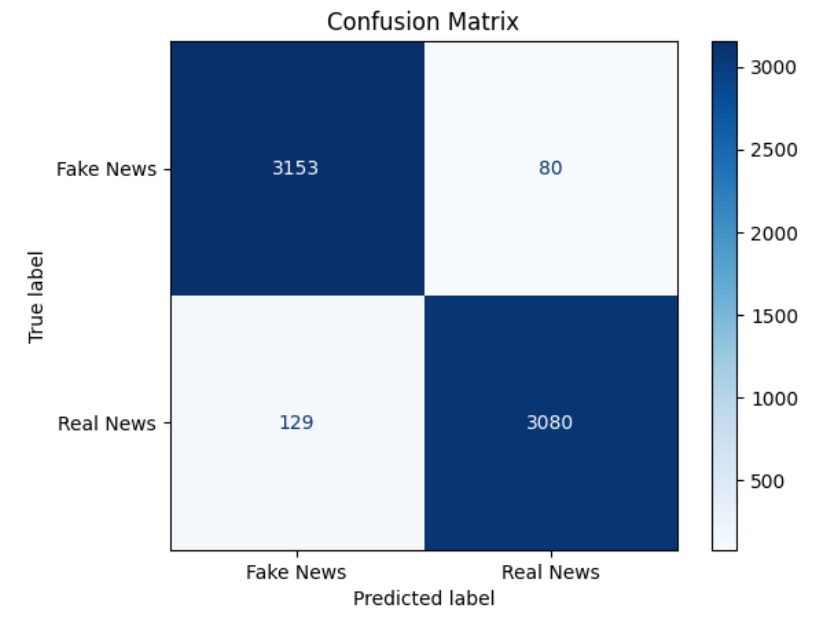 Confusion Matrix
Fake News
3153
80
Real News
129
3080
True label
Fake News
Real News
Predicted label
3000
2500
2000
1500
1000
500